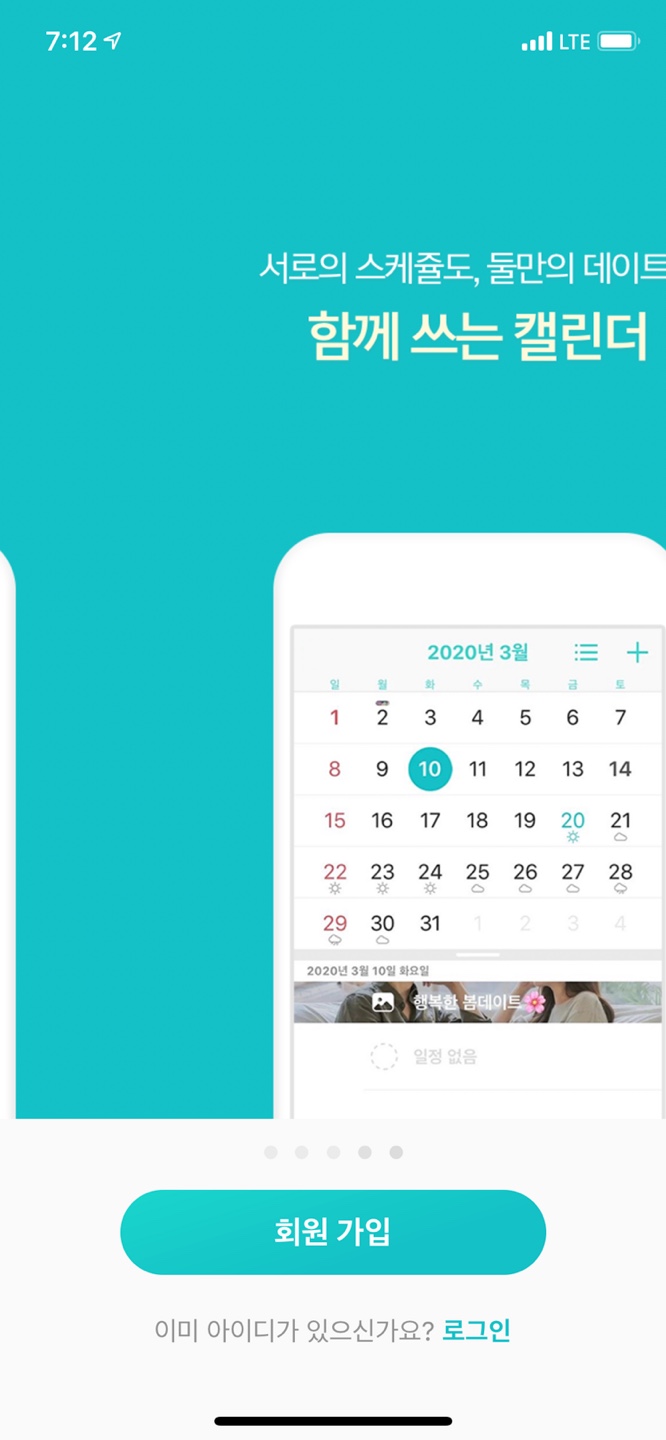 7:12 LTE
서로의 스케쥴도, 둘만의 데이트
함께 쓰는 캘린더
2020년 3월
일 월 화 수 목 금 토
1 2 3 4 5 6 7
8 9 10 11 12 13 14
15 16 17 18 19 20 21
22 23 24 25 26 27 28
29 30 31 1 2 3 4
2020년 3월 10일 화요일
행복한 봄데이트🌸
일정 없음
회원 가입
이미 아이디가 있으신가요? 로그인